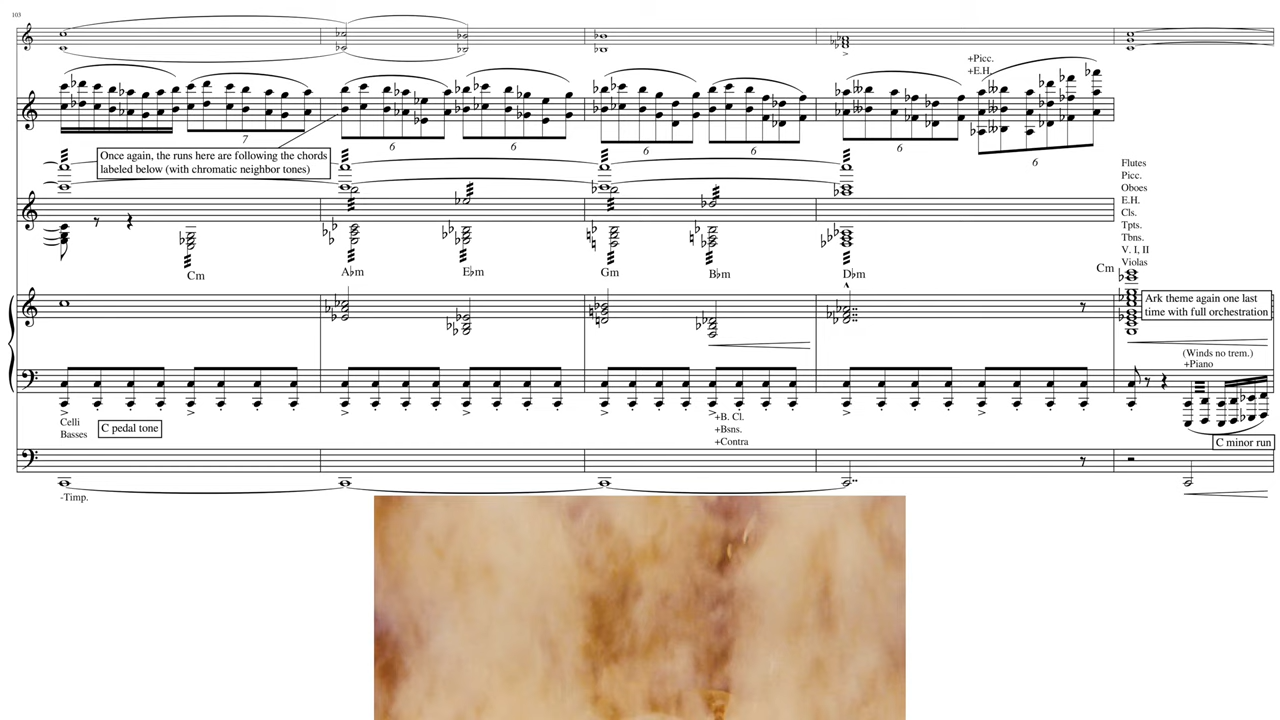 103
+Picc.
+E.H.
7
6
6
6
6
6
6
Once again, the runs here are following the chords
labeled below (with chromatic neighbor tones)
Flutes
Picc.
Oboes
E.H.
Cls.
Tpts.
Tbns.
V. I, II
Violas
Cm
A♭m
E♭m
Gm
B♭m
D♭m
Cm
Ark theme again one last
time with full orchestration
(Winds no trem.)
+Piano
Celli
Basses
C pedal tone
+B. Cl.
+Bsns.
+Contra
C minor run
-Timp.